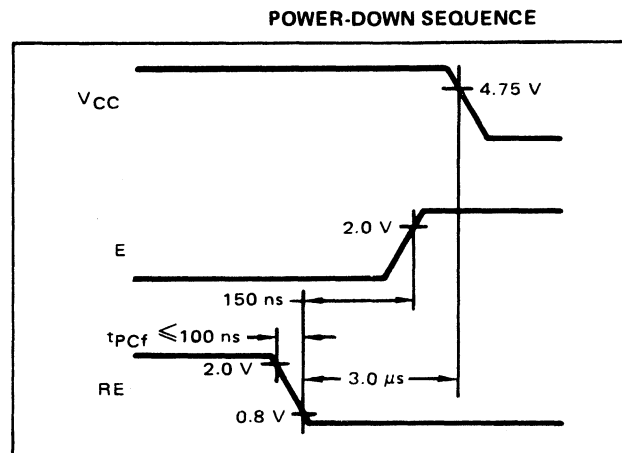 POWER-DOWN SEQUENCE
VCC
4.75 V
E
2.0 V
150 ns
tPCf ≤100 ns
2.0 V
3.0 μs
RE
0.8 V